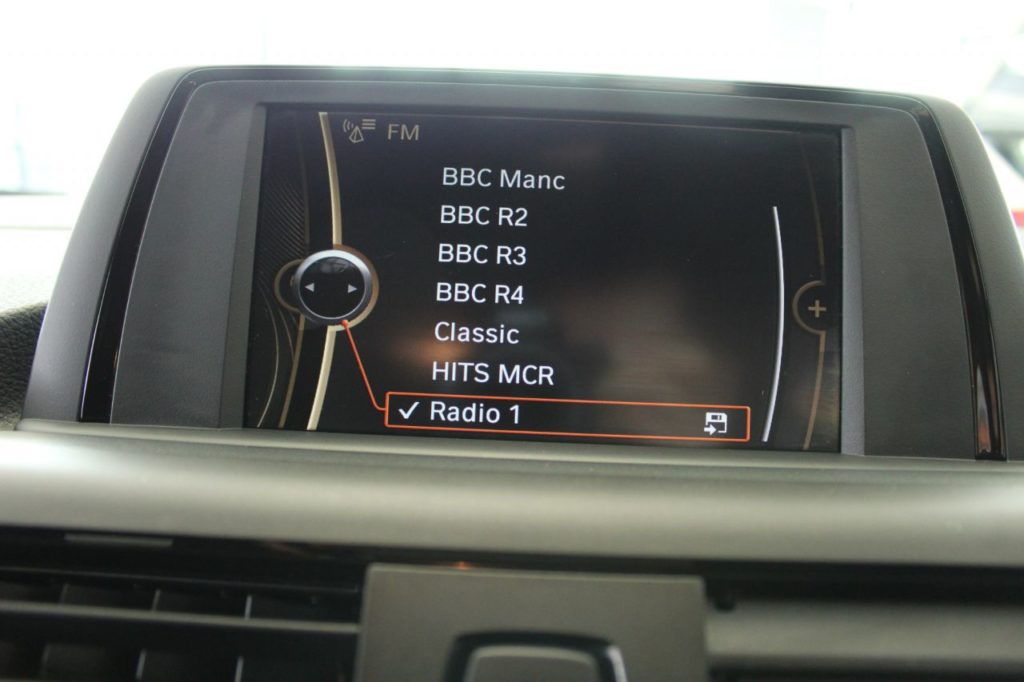 FM
BBC Manc
BBC R2
BBC R3
BBC R4
Classic
HITS MCR
Radio 1